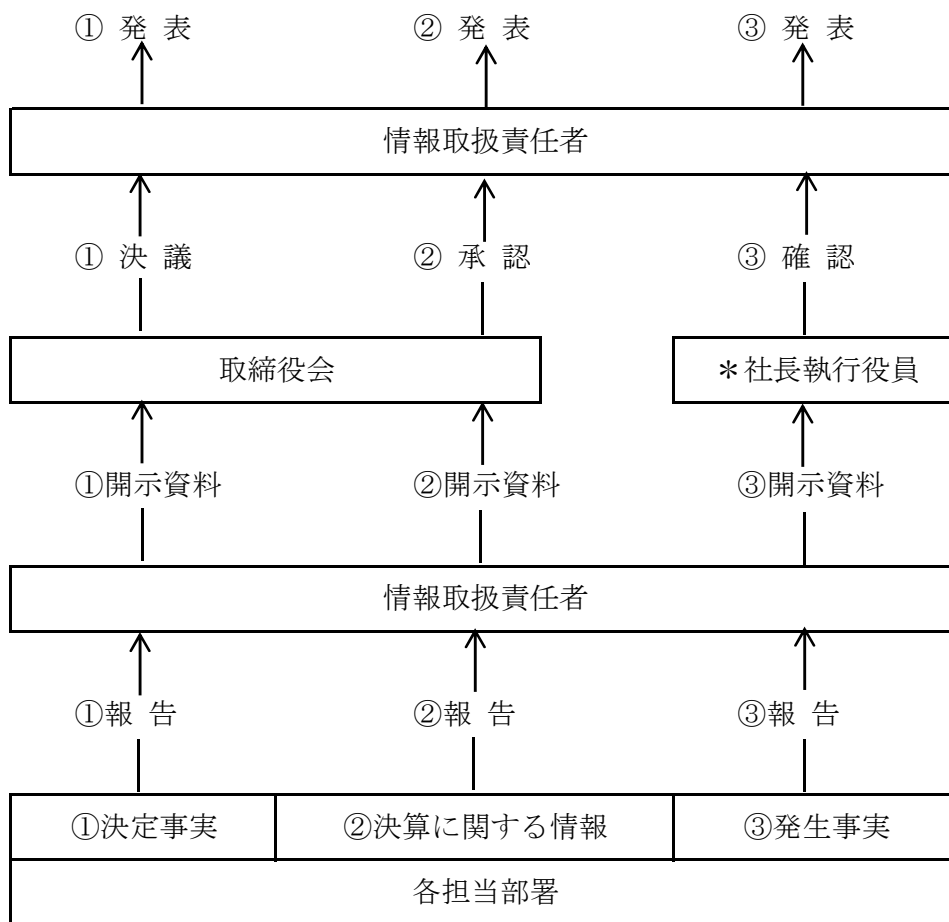 ① 発 表 ② 発 表 ③ 発 表
情報取扱責任者
① 決 議 ② 承 認 ③ 確 認
取締役会 ＊社長執行役員
①開示資料 ②開示資料 ③開示資料
情報取扱責任者
①報 告 ②報 告 ③報 告
①決定事実 ②決算に関する情報 ③発生事実
各担当部署